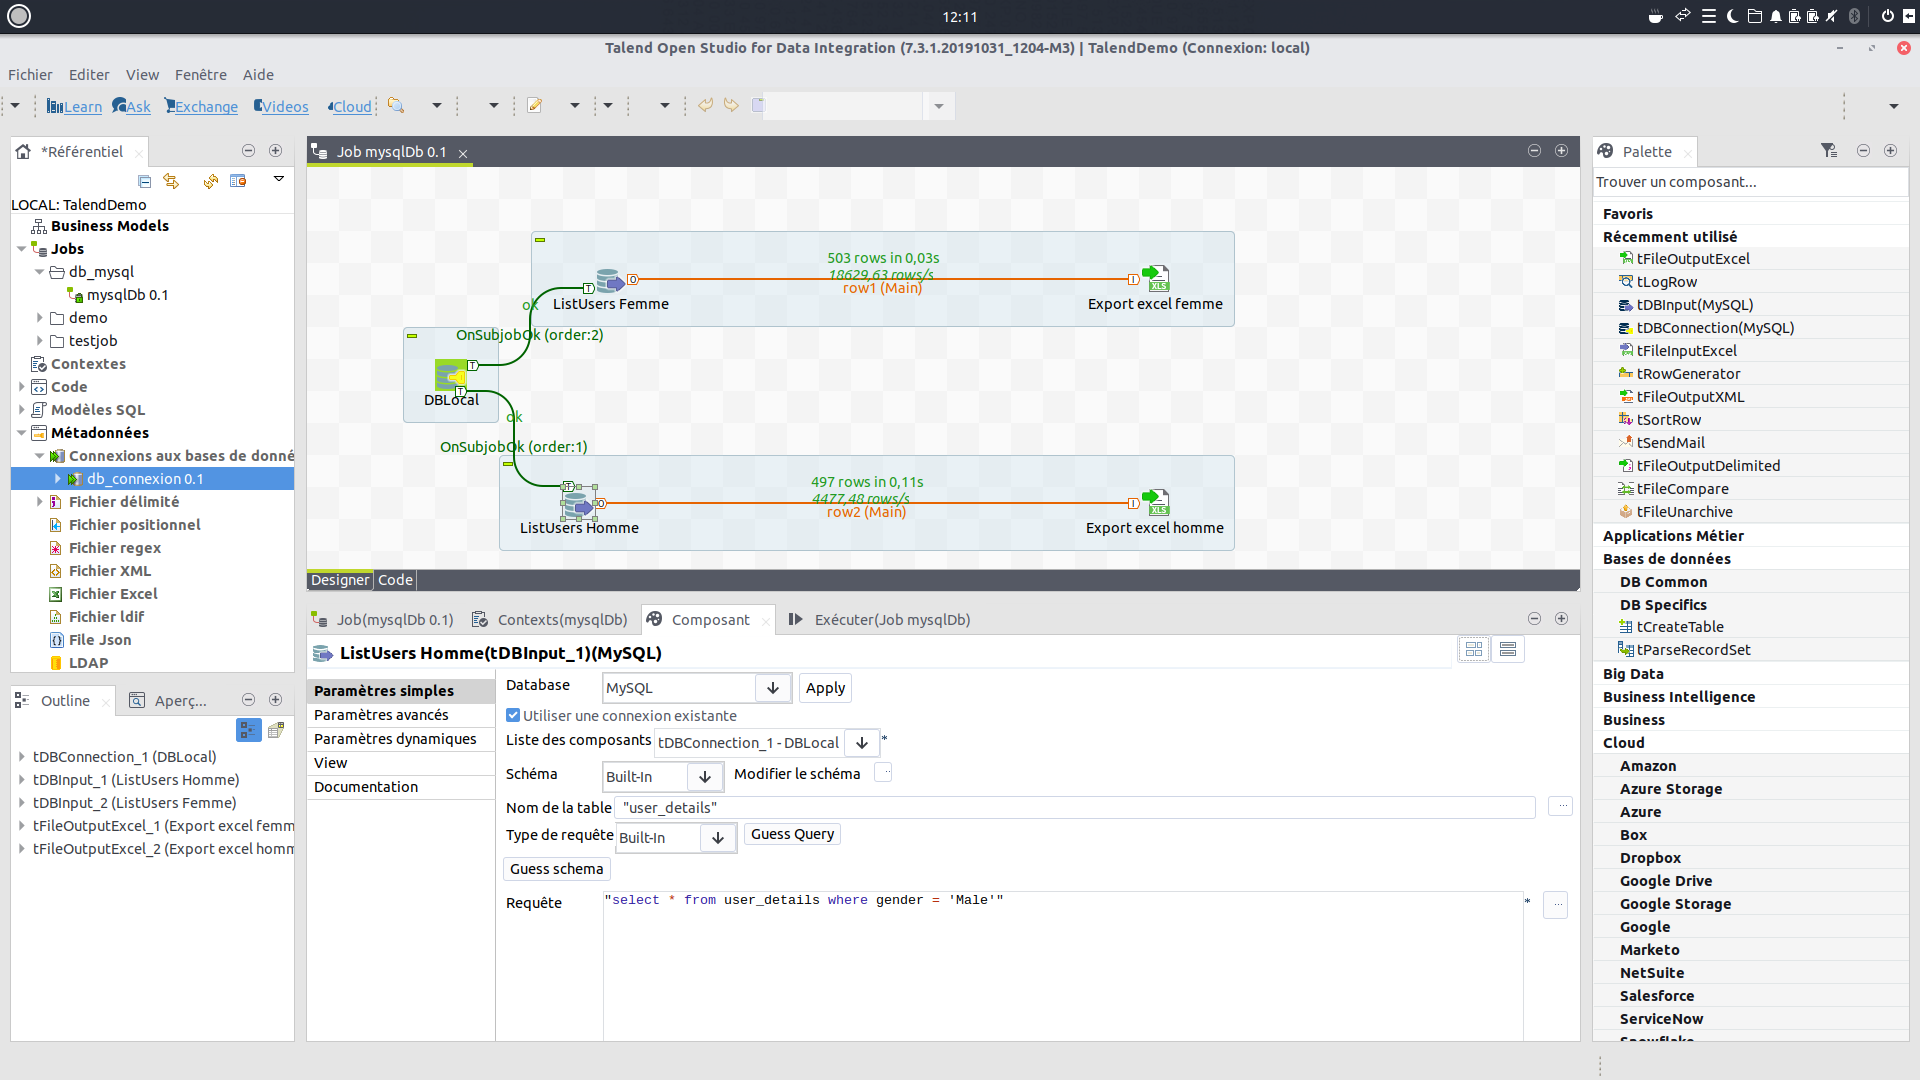 12:11
Talend Open Studio for Data Integration (7.3.1.20191031_1204-M3) | TalendDemo (Connexion: local)
Fichier Editer View Fenêtre Aide
Learn Ask Exchange Videos Cloud
*Référentiel
LOCAL: TalendDemo
Business Models
Jobs
db_mysql
mysqlDb 0.1
demo
testjob
Contextes
Code
Modèles SQL
Métadonnées
Connexions aux bases de donné
db_connexion 0.1
Fichier délimité
Fichier positionnel
Fichier regex
Fichier XML
Fichier Excel
Fichier ldif
File Json
LDAP
Outline Aperç...
tDBConnection_1 (DBLocal)
tDBInput_1 (ListUsers Homme)
tDBInput_2 (ListUsers Femme)
tFileOutputExcel_1 (Export excel femm
tFileOutputExcel_2 (Export excel homm
Job mysqlDb 0.1
503 rows in 0,03s
18629,63 rows/s
row1 (Main)
ok
ListUsers Femme
Export excel femme
OnSubjobOk (order:2)
DBLocal
ok
OnSubjobOk (order:1)
497 rows in 0,11s
4477,48 rows/s
row2 (Main)
ListUsers Homme
Export excel homme
Designer Code
Job(mysqlDb 0.1) Contexts(mysqlDb) Composant Exécuter(Job mysqlDb)
ListUsers Homme(tDBInput_1)(MySQL)
Paramètres simples
Paramètres avancés
Paramètres dynamiques
View
Documentation
Database MySQL Apply
Utiliser une connexion existante
Liste des composants tDBConnection_1 - DBLocal *
Schéma Built-In Modifier le schéma ...
Nom de la table "user_details" ...
Type de requête Built-In Guess Query
Guess schema
Requête "select * from user_details where gender = 'Male'" * ...
Palette
Trouver un composant...
Favoris
Récemment utilisé
tFileOutputExcel
tLogRow
tDBInput(MySQL)
tDBConnection(MySQL)
tFileInputExcel
tRowGenerator
tFileOutputXML
tSortRow
tSendMail
tFileOutputDelimited
tFileCompare
tFileUnarchive
Applications Métier
Bases de données
DB Common
DB Specifics
tCreateTable
tParseRecordSet
Big Data
Business Intelligence
Business
Cloud
Amazon
Azure Storage
Azure
Box
Dropbox
Google Drive
Google Storage
Google
Marketo
NetSuite
Salesforce
ServiceNow
Snowflake